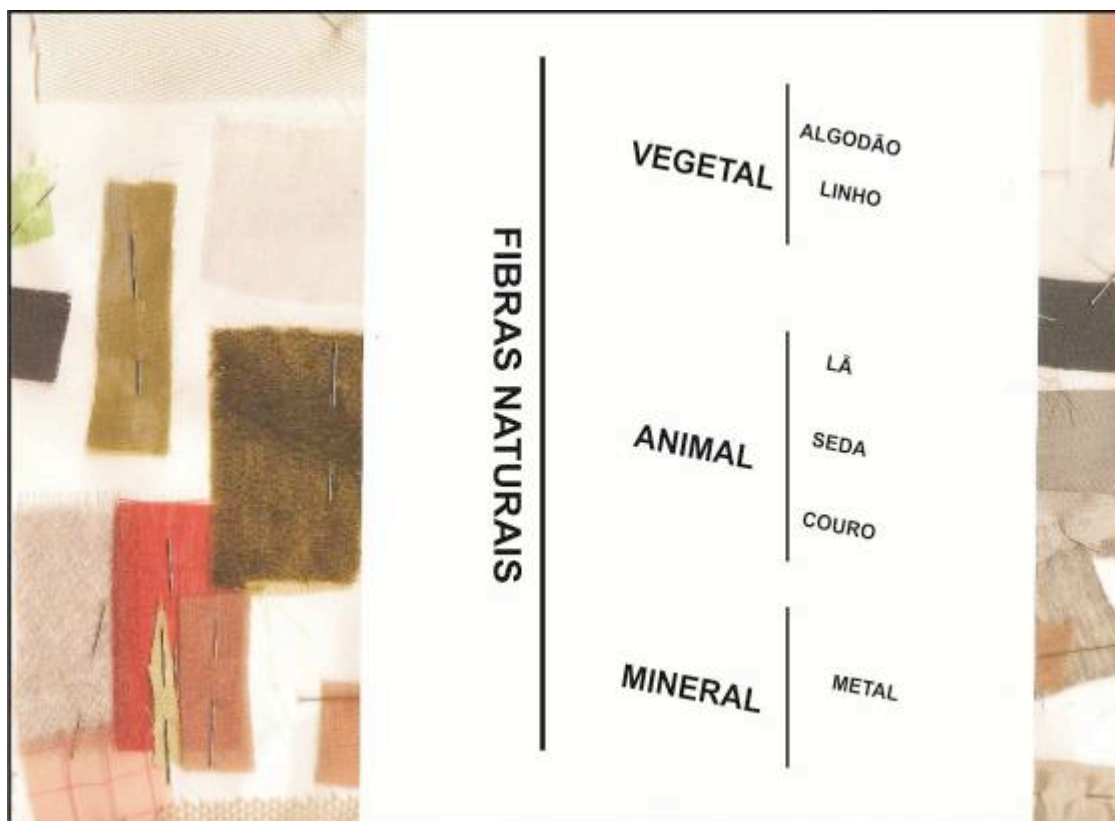 FIBRAS NATURAIS
VEGETAL
ALGODÃO
LINHO
ANIMAL
LÃ
SEDA
COURO
MINERAL
METAL